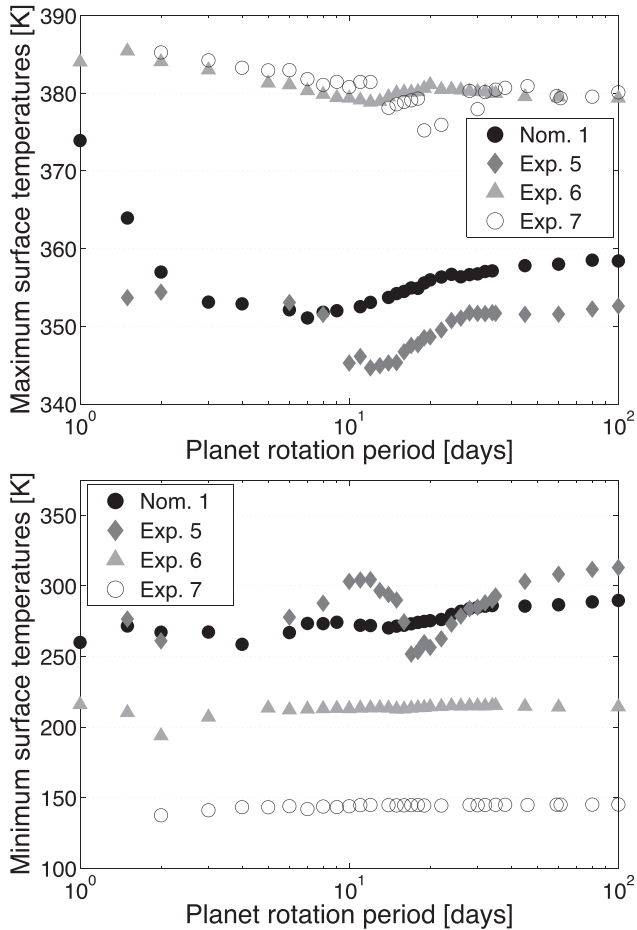 Maximum surface temperatures [K]
390
380
370
360
350
340
Nom. 1
Exp. 5
Exp. 6
Exp. 7
10^0
10^1
10^2
Planet rotation period [days]
Minimum surface temperatures [K]
350
300
250
200
150
100
Nom. 1
Exp. 5
Exp. 6
Exp. 7
10^0
10^1
10^2
Planet rotation period [days]